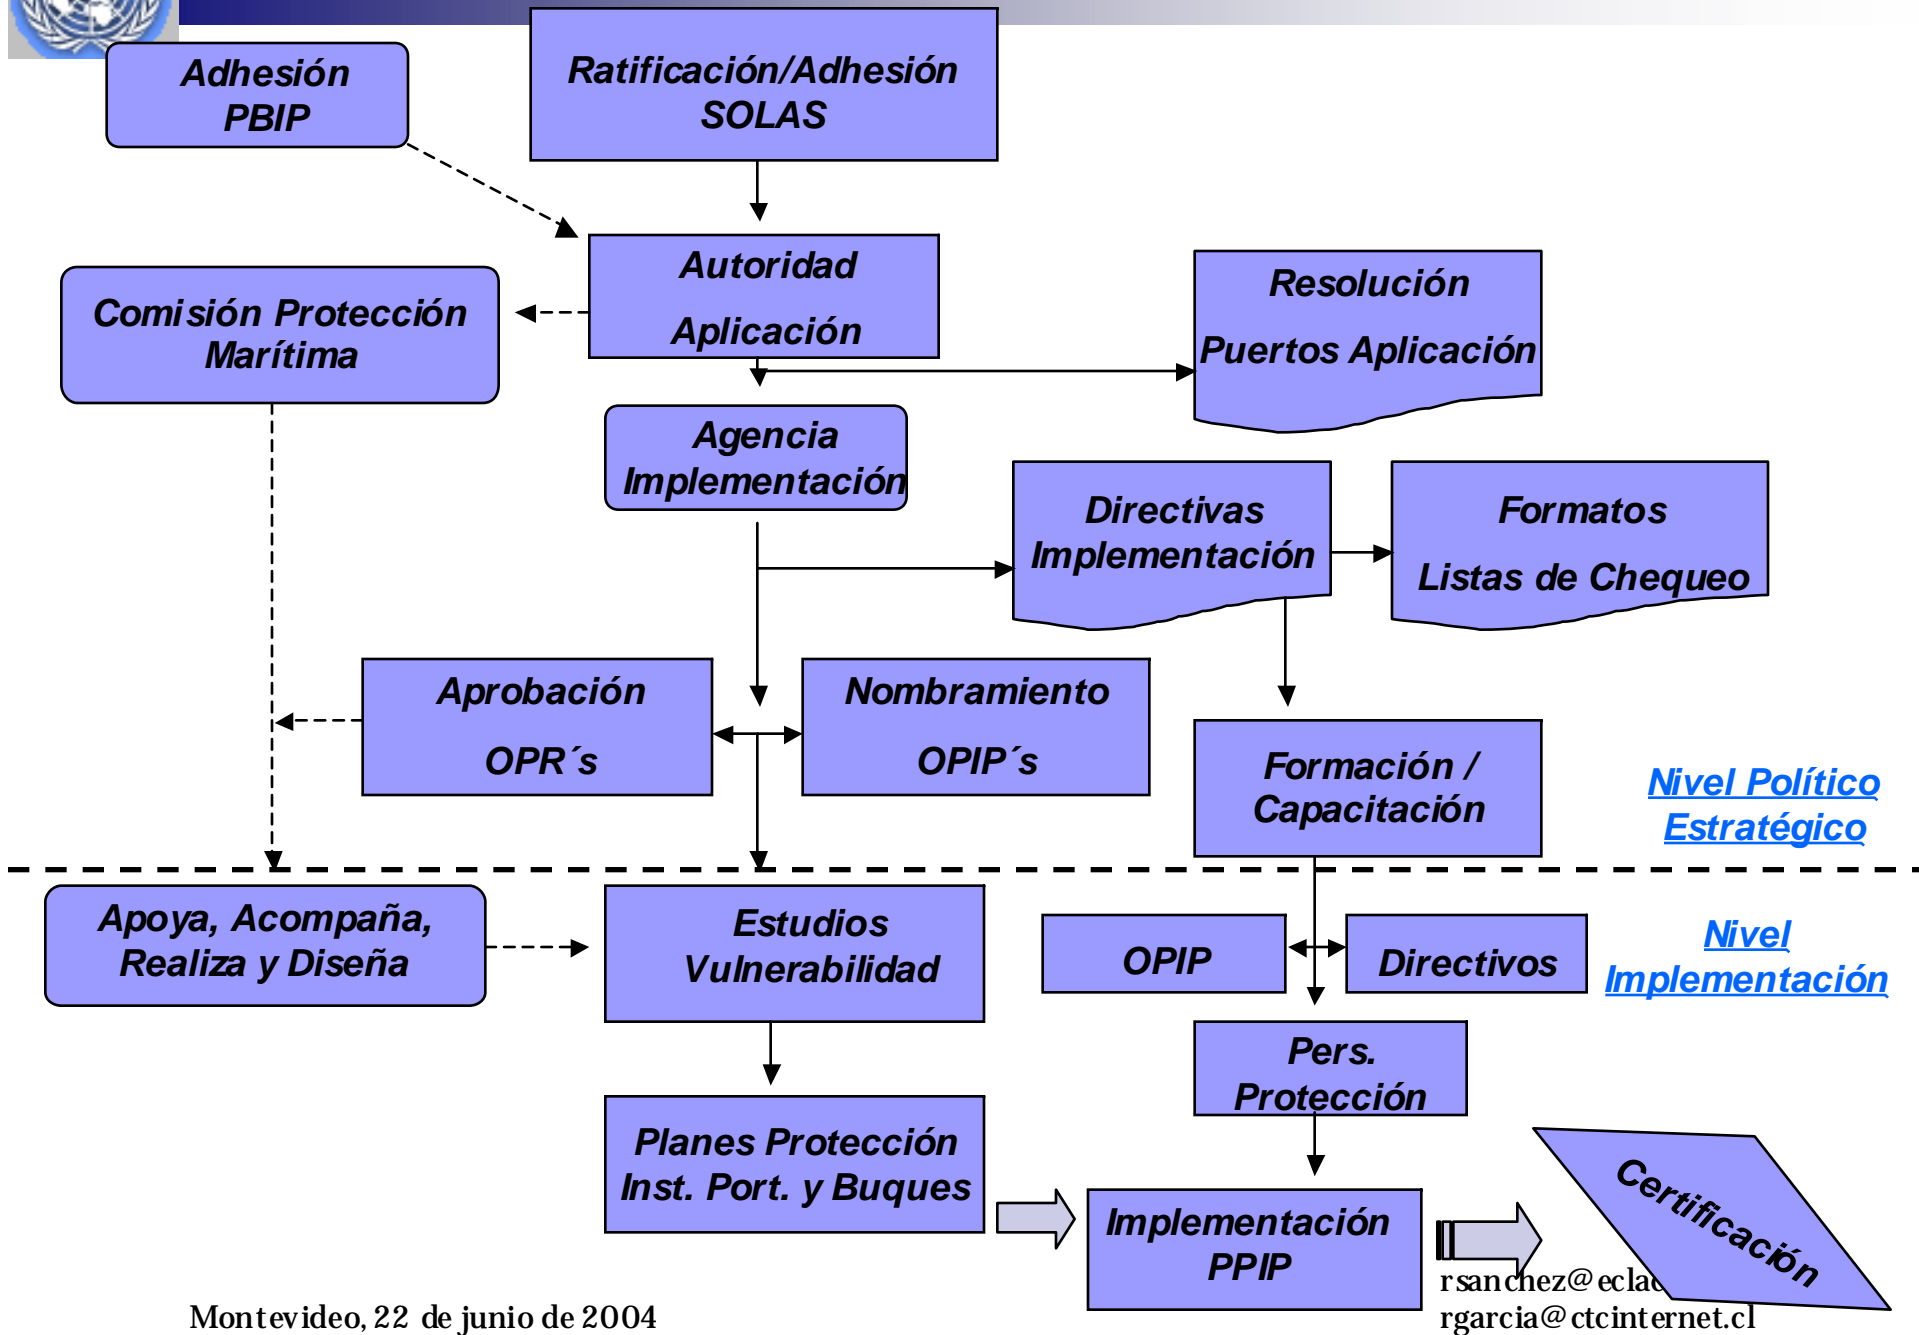 Adhesión
PBIP
Ratificación/Adhesión
SOLAS
Autoridad
Aplicación
Comisión Protección
Marítima
Resolución
Puertos Aplicación
Agencia
Implementación
Directivas
Implementación
Formatos
Listas de Chequeo
Aprobación
OPR´s
Nombramiento
OPIP´s
Formación /
Capacitación
Nivel Político
Estratégico
Apoya, Acompaña,
Realiza y Diseña
Estudios
Vulnerabilidad
OPIP
Directivos
Nivel
Implementación
Pers.
Protección
Planes Protección
Inst. Port. y Buques
Implementación
PPIP
Certificación
Montevideo, 22 de junio de 2004
rgarcia@ctcinternet.cl